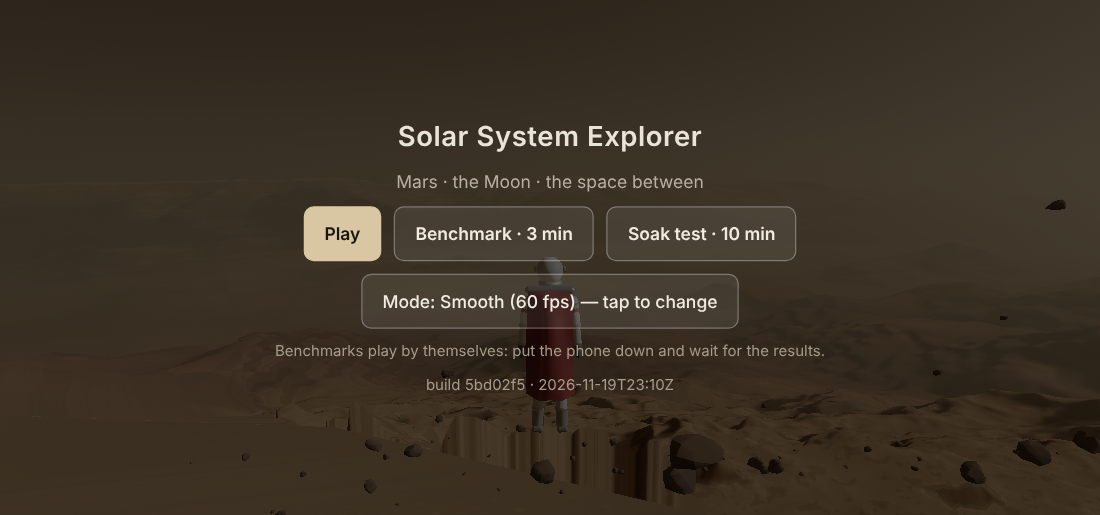 Solar System Explorer
Mars · the Moon · the space between
Play
Benchmark · 3 min
Soak test · 10 min
Mode: Smooth (60 fps) — tap to change
Benchmarks play by themselves: put the phone down and wait for the results.
build 5bd02f5 · 2026-11-19T23:10Z